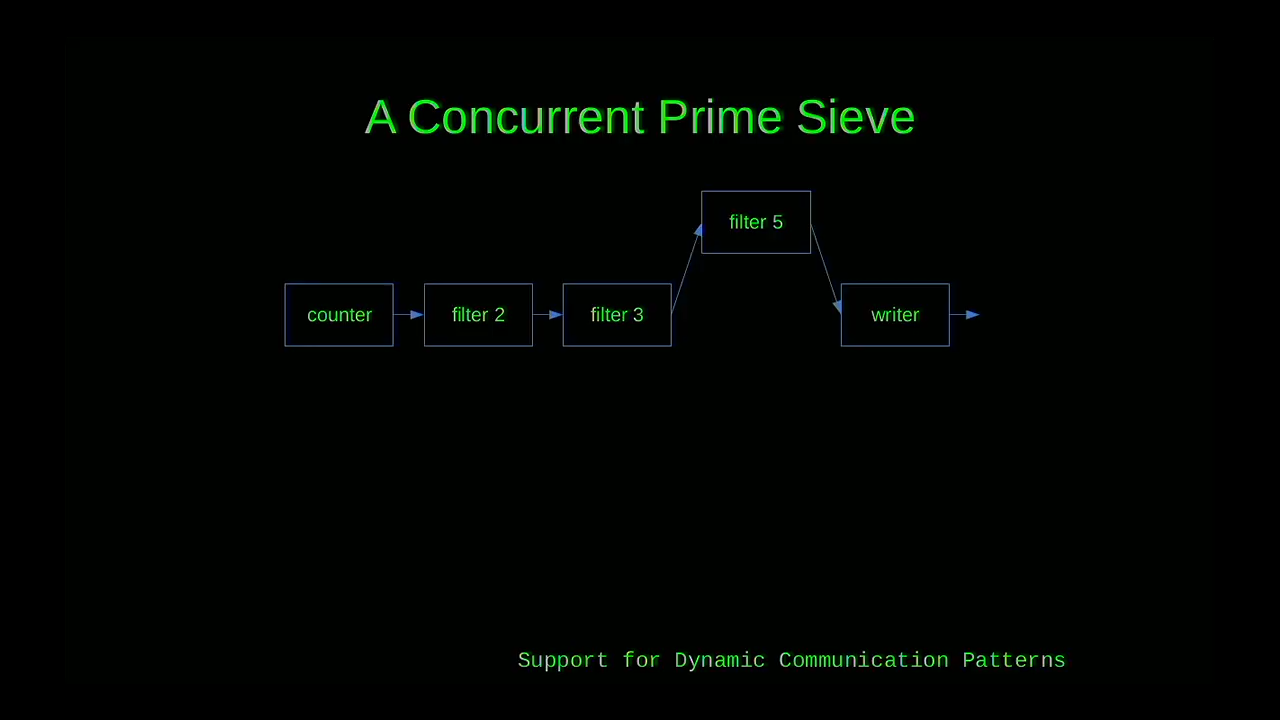 A Concurrent Prime Sieve
filter 5
counter
filter 2
filter 3
writer
Support for Dynamic Communication Patterns